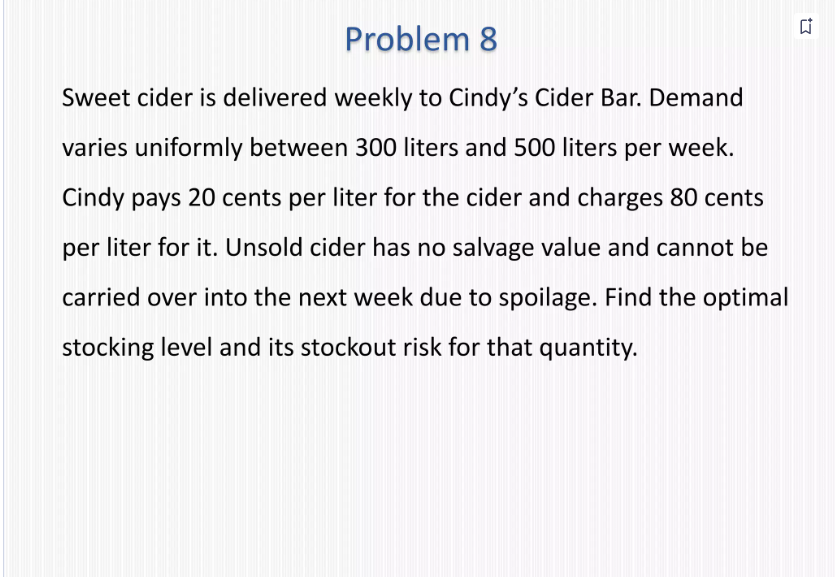 Problem 8
Sweet cider is delivered weekly to Cindy’s Cider Bar. Demand
varies uniformly between 300 liters and 500 liters per week.
Cindy pays 20 cents per liter for the cider and charges 80 cents
per liter for it. Unsold cider has no salvage value and cannot be
carried over into the next week due to spoilage. Find the optimal
stocking level and its stockout risk for that quantity.